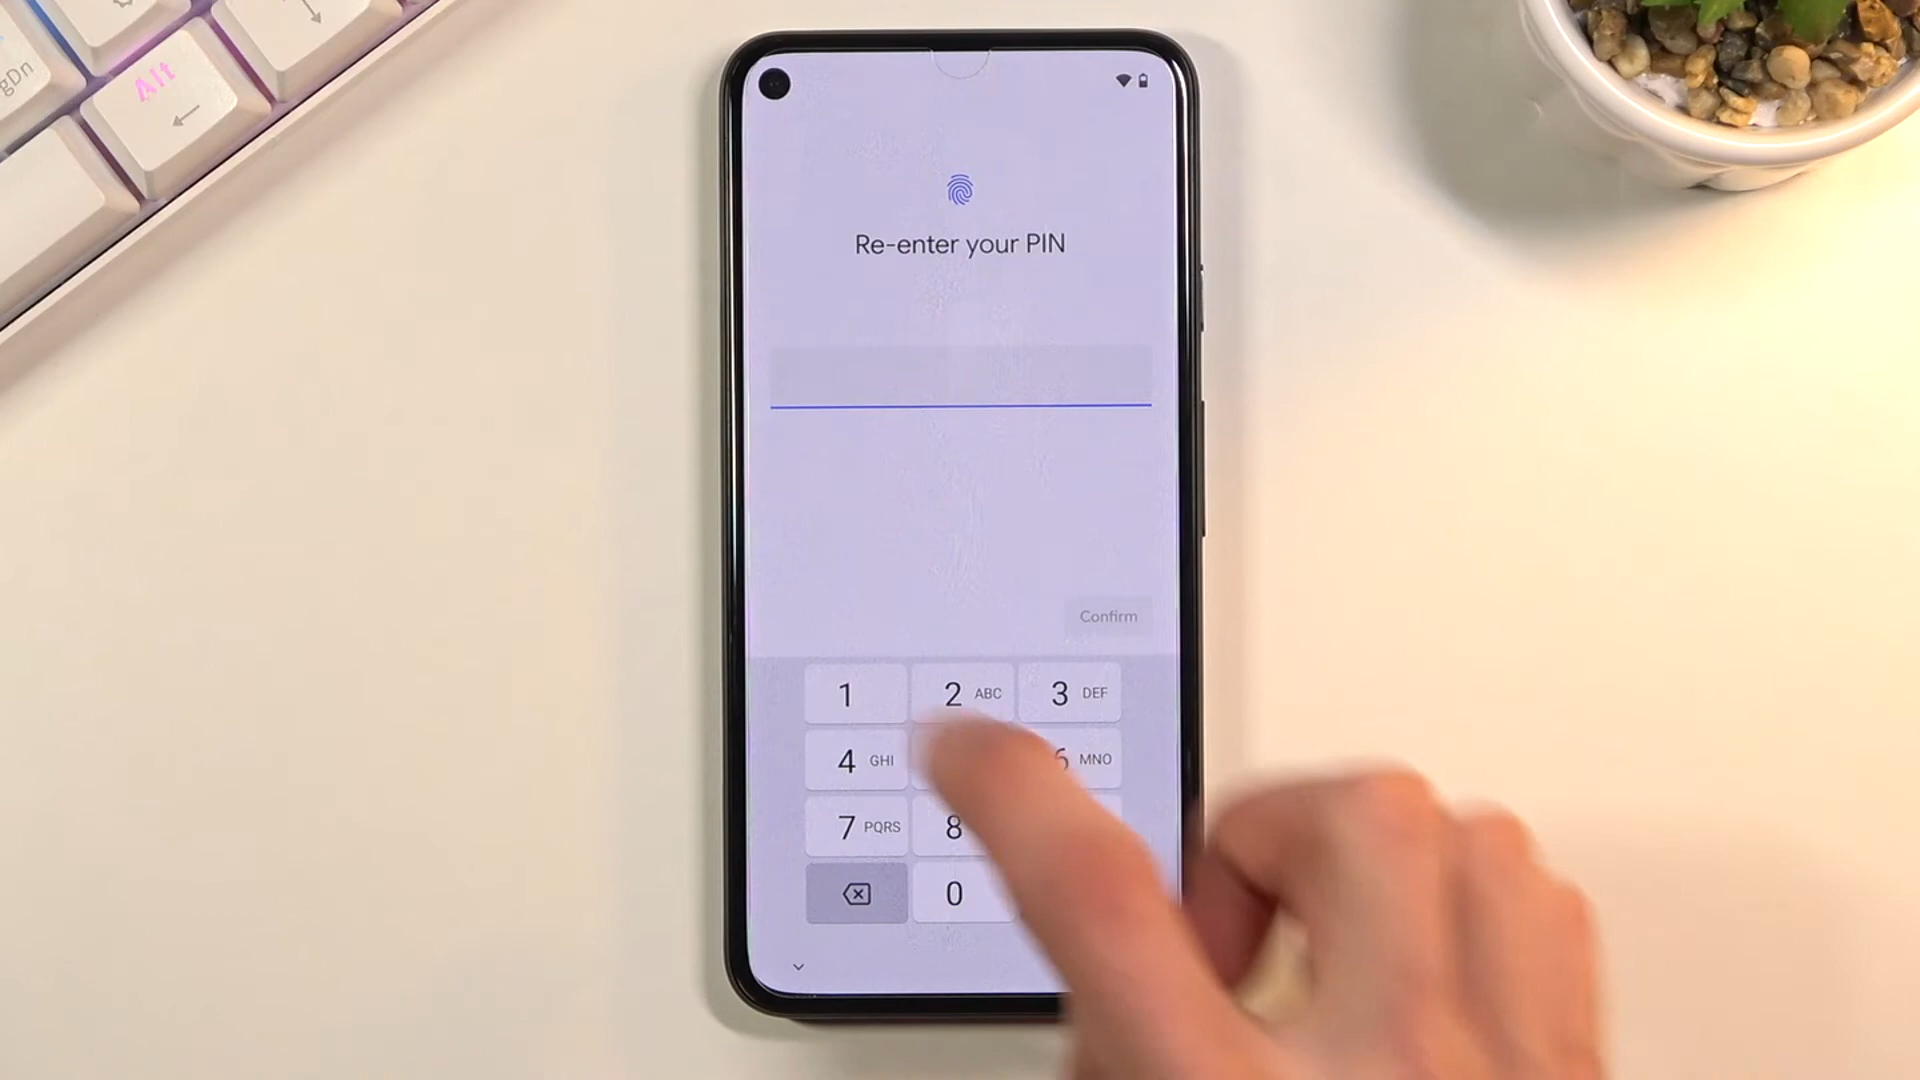 gDn
Alt
Re-enter your PIN
Confirm
1
2 ABC
3 DEF
4 GHI
6 MNO
7 PQRS
8
0